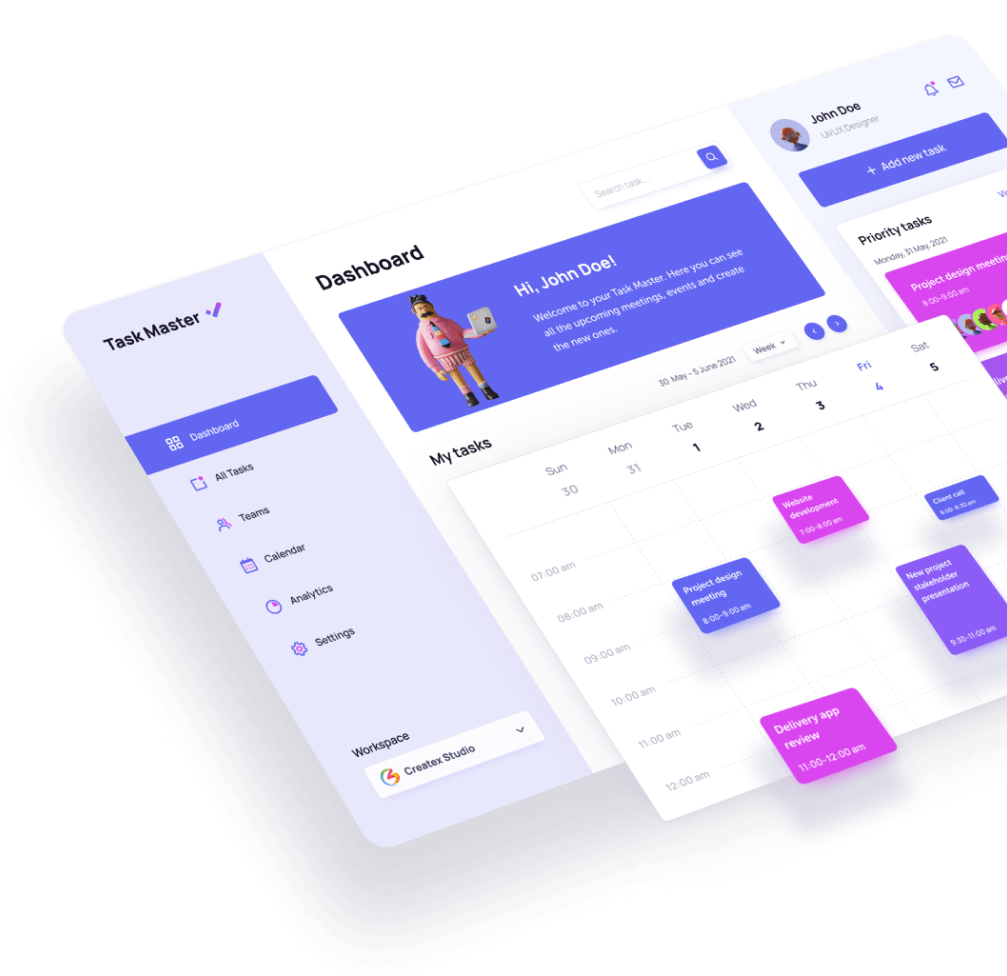 Task Master
Dashboard
All Tasks
Teams
Calendar
Analytics
Settings
Workspace
Createx Studio
Dashboard
Search task...
Hi, John Doe!
Welcome to your Task Master. Here you can see
all the upcoming meetings, events and create
the new ones.
My tasks
30 May - 5 June 2021
Week
Sun
30
Mon
31
Tue
1
Wed
2
Thu
3
Fri
4
Sat
5
07:00 am
08:00 am
09:00 am
10:00 am
11:00 am
12:00 am
Website
development
7:00-8:00 am
Client call
8:00-8:30 am
Project design
meeting
8:00-9:00 am
New project
stakeholder
presentation
9:30-11:00 am
Delivery app
review
11:00-12:00 am
John Doe
UI/UX Designer
+ Add new task
Priority tasks
Monday, 31 May, 2021
Project design meeting
8:00-9:00 am